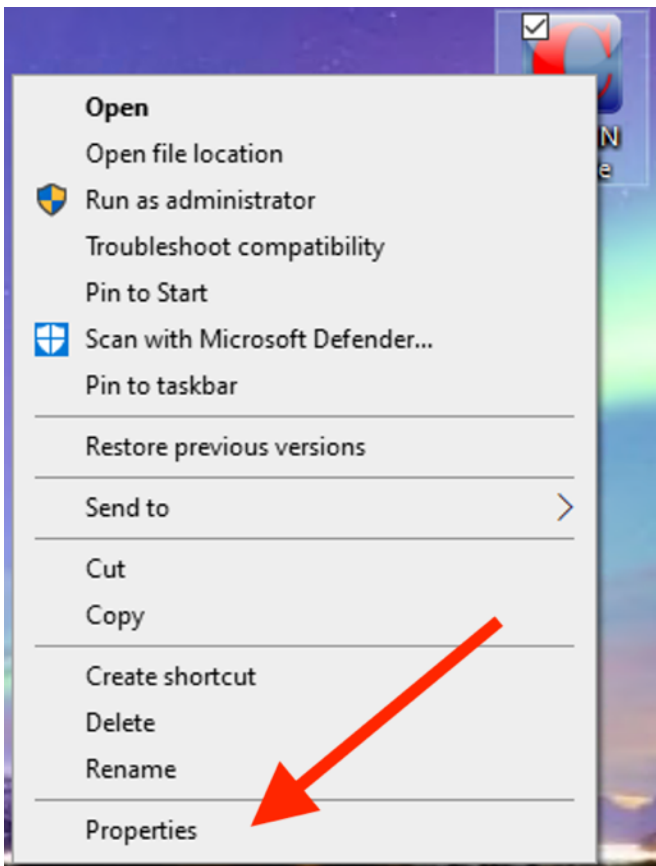 Open
Open file location
Run as administrator
Troubleshoot compatibility
Pin to Start
Scan with Microsoft Defender...
Pin to taskbar
Restore previous versions
Send to
Cut
Copy
Create shortcut
Delete
Rename
Properties